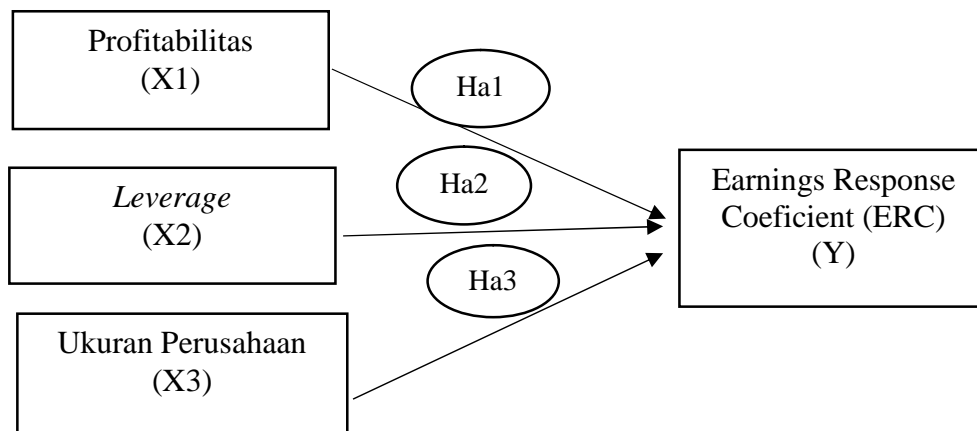 Profitabilitas
(X1)
Ha1
Leverage
(X2)
Ha2
Ukuran Perusahaan
(X3)
Ha3
Earnings Response
Coeficient (ERC)
(Y)